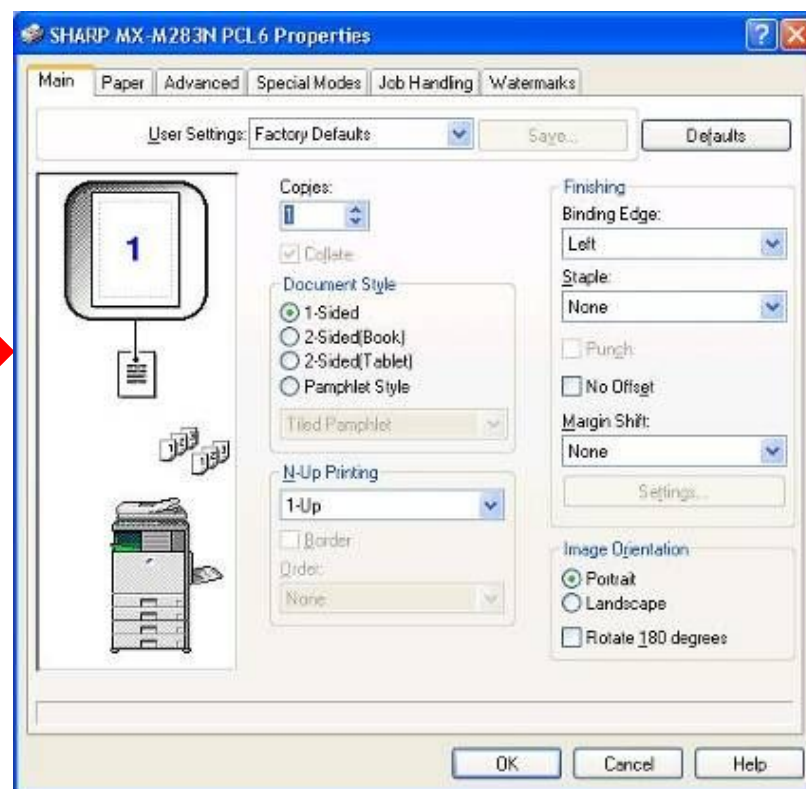 SHARP MX-M283N PCL6 Properties
Main Paper Advanced Special Modes Job Handling Watermarks
User Settings: Factory Defaults Save... Defaults
1
Copies:
1
Collate
Document Style
1-Sided
2-Sided(Book)
2-Sided(Tablet)
Pamphlet Style
Tiled Pamphlet
N-Up Printing
1-Up
Border
Order:
None
Finishing
Binding Edge:
Left
Staple:
None
Punch
No Offset
Margin Shift:
None
Settings...
Image Orientation
Portrait
Landscape
Rotate 180 degrees
OK Cancel Help